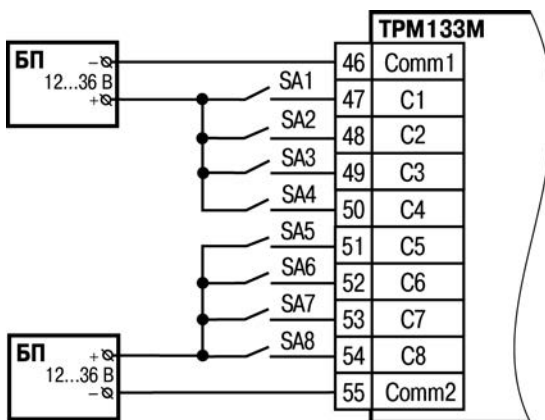 ТРМ133М
БП
−
12...36 В
+
SA1
SA2
SA3
SA4
SA5
SA6
SA7
SA8
46 Comm1
47 C1
48 C2
49 C3
50 C4
51 C5
52 C6
53 C7
54 C8
55 Comm2
БП
+
12...36 В
−